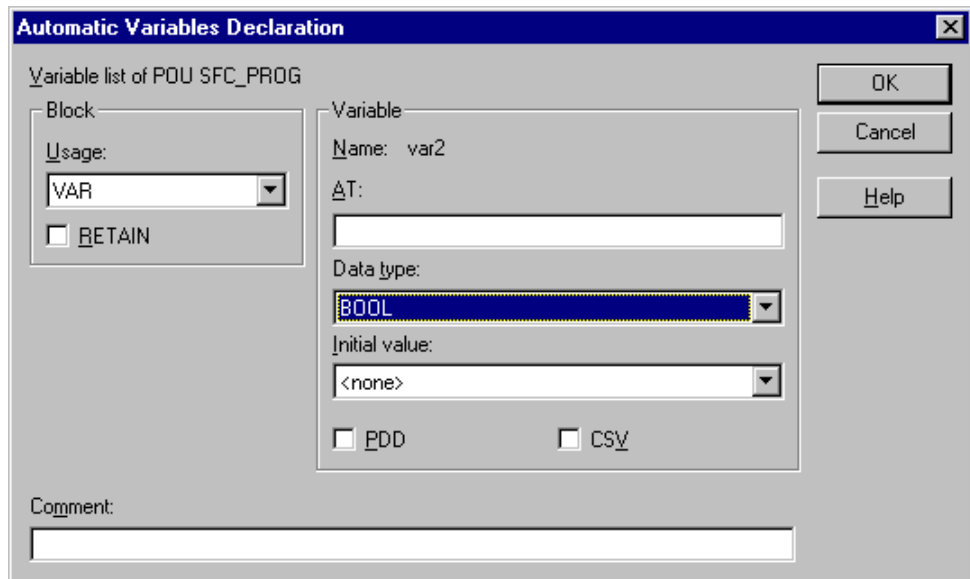 Automatic Variables Declaration
Variable list of POU SFC_PROG
OK
Cancel
Help
Block
Usage:
VAR
RETAIN
Variable
Name: var2
AT:
Data type:
BOOL
Initial value:
<none>
PDD
CSV
Comment: